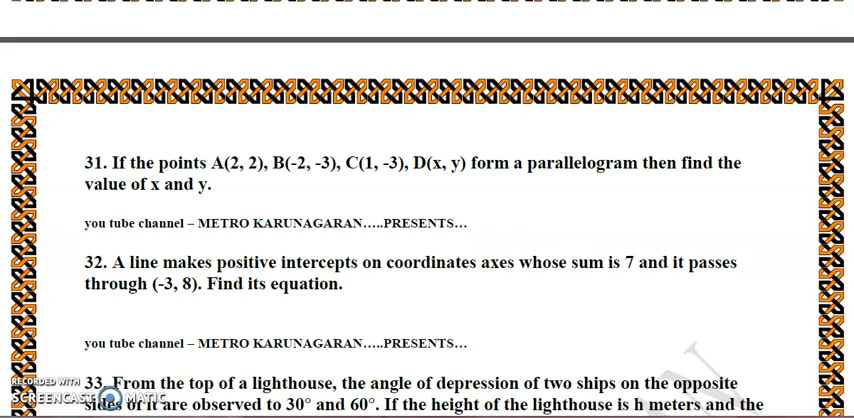 31. If the points A(2, 2), B(-2, -3), C(1, -3), D(x, y) form a parallelogram then find the
value of x and y.
you tube channel – METRO KARUNAGARAN…..PRESENTS…
32. A line makes positive intercepts on coordinates axes whose sum is 7 and it passes
through (-3, 8). Find its equation.
you tube channel – METRO KARUNAGARAN…..PRESENTS…
33. From the top of a lighthouse, the angle of depression of two ships on the opposite
sides of it are observed to 30° and 60°. If the height of the lighthouse is h meters and the
RECORDED WITH
SCREENCAST MATIC